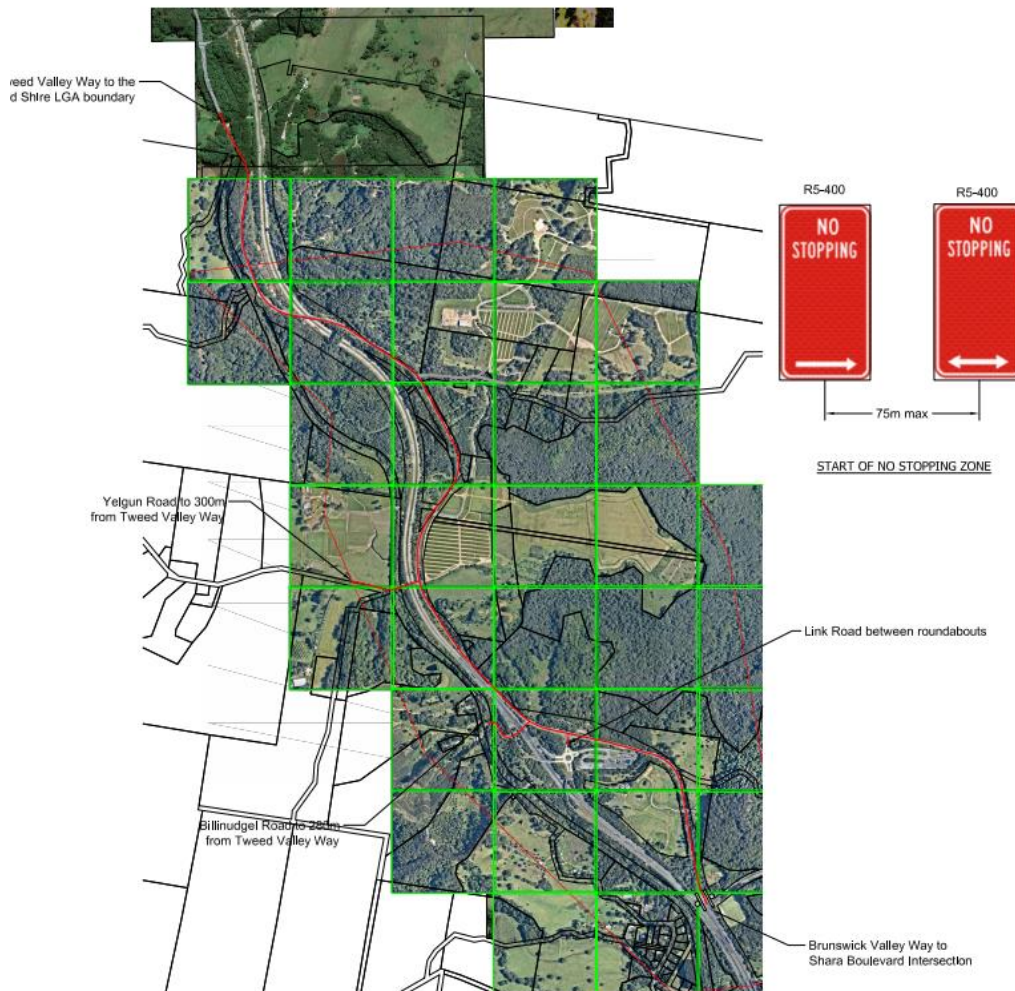 Valley Way to the
Shire LGA boundary
R5-400
R5-400
NO
STOPPING
NO
STOPPING
75m max
START OF NO STOPPING ZONE
Yelgun Road to 300m
from Tweed Valley Way
Link Road between roundabouts
Billinudgel Road to 280m
from Tweed Valley Way
Brunswick Valley Way to
Shara Boulevard Intersection